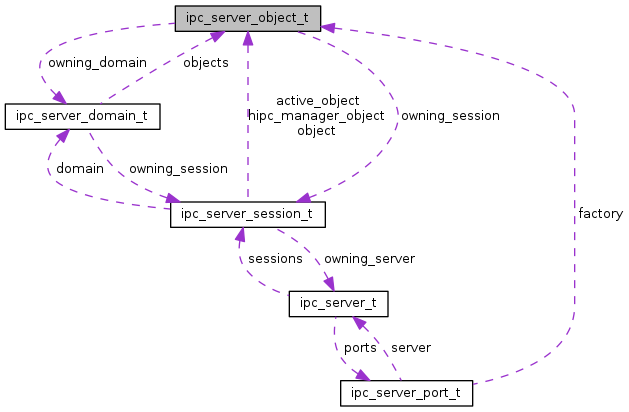 ipc_server_object_t
owning_domain
objects
active_object
hipc_manager_object
object
owning_session
ipc_server_domain_t
domain
owning_session
ipc_server_session_t
factory
sessions
owning_server
ipc_server_t
ports
server
ipc_server_port_t